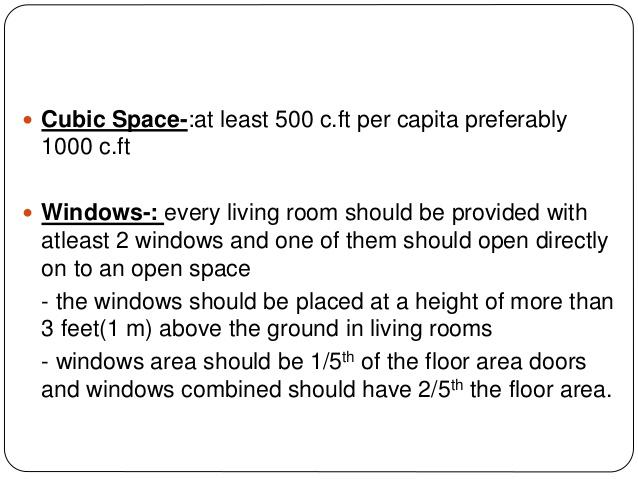 • Cubic Space-:at least 500 c.ft per capita preferably
1000 c.ft
• Windows-: every living room should be provided with
atleast 2 windows and one of them should open directly
on to an open space
- the windows should be placed at a height of more than
3 feet(1 m) above the ground in living rooms
- windows area should be 1/5th of the floor area doors
and windows combined should have 2/5th the floor area.